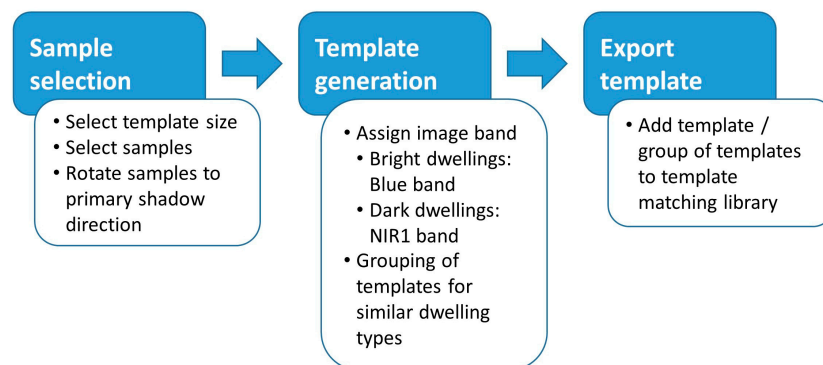 Sample
selection
• Select template size
• Select samples
• Rotate samples to
primary shadow
direction
Template
generation
• Assign image band
• Bright dwellings:
Blue band
• Dark dwellings:
NIR1 band
• Grouping of
templates for
similar dwelling
types
Export
template
• Add template /
group of templates
to template
matching library